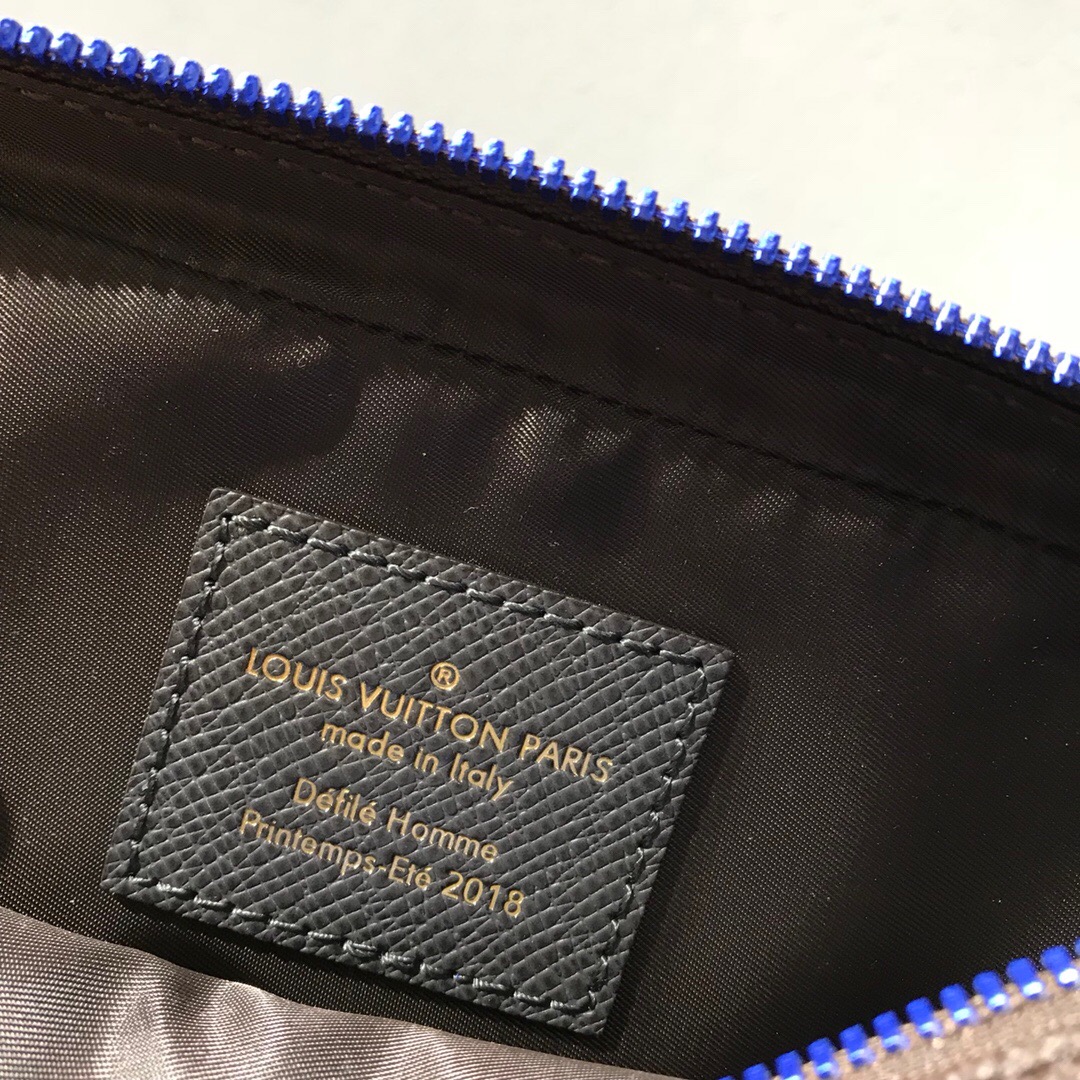 ®
LOUIS VUITTON PARIS
made in Italy
Défilé Homme
Printemps-Eté 2018